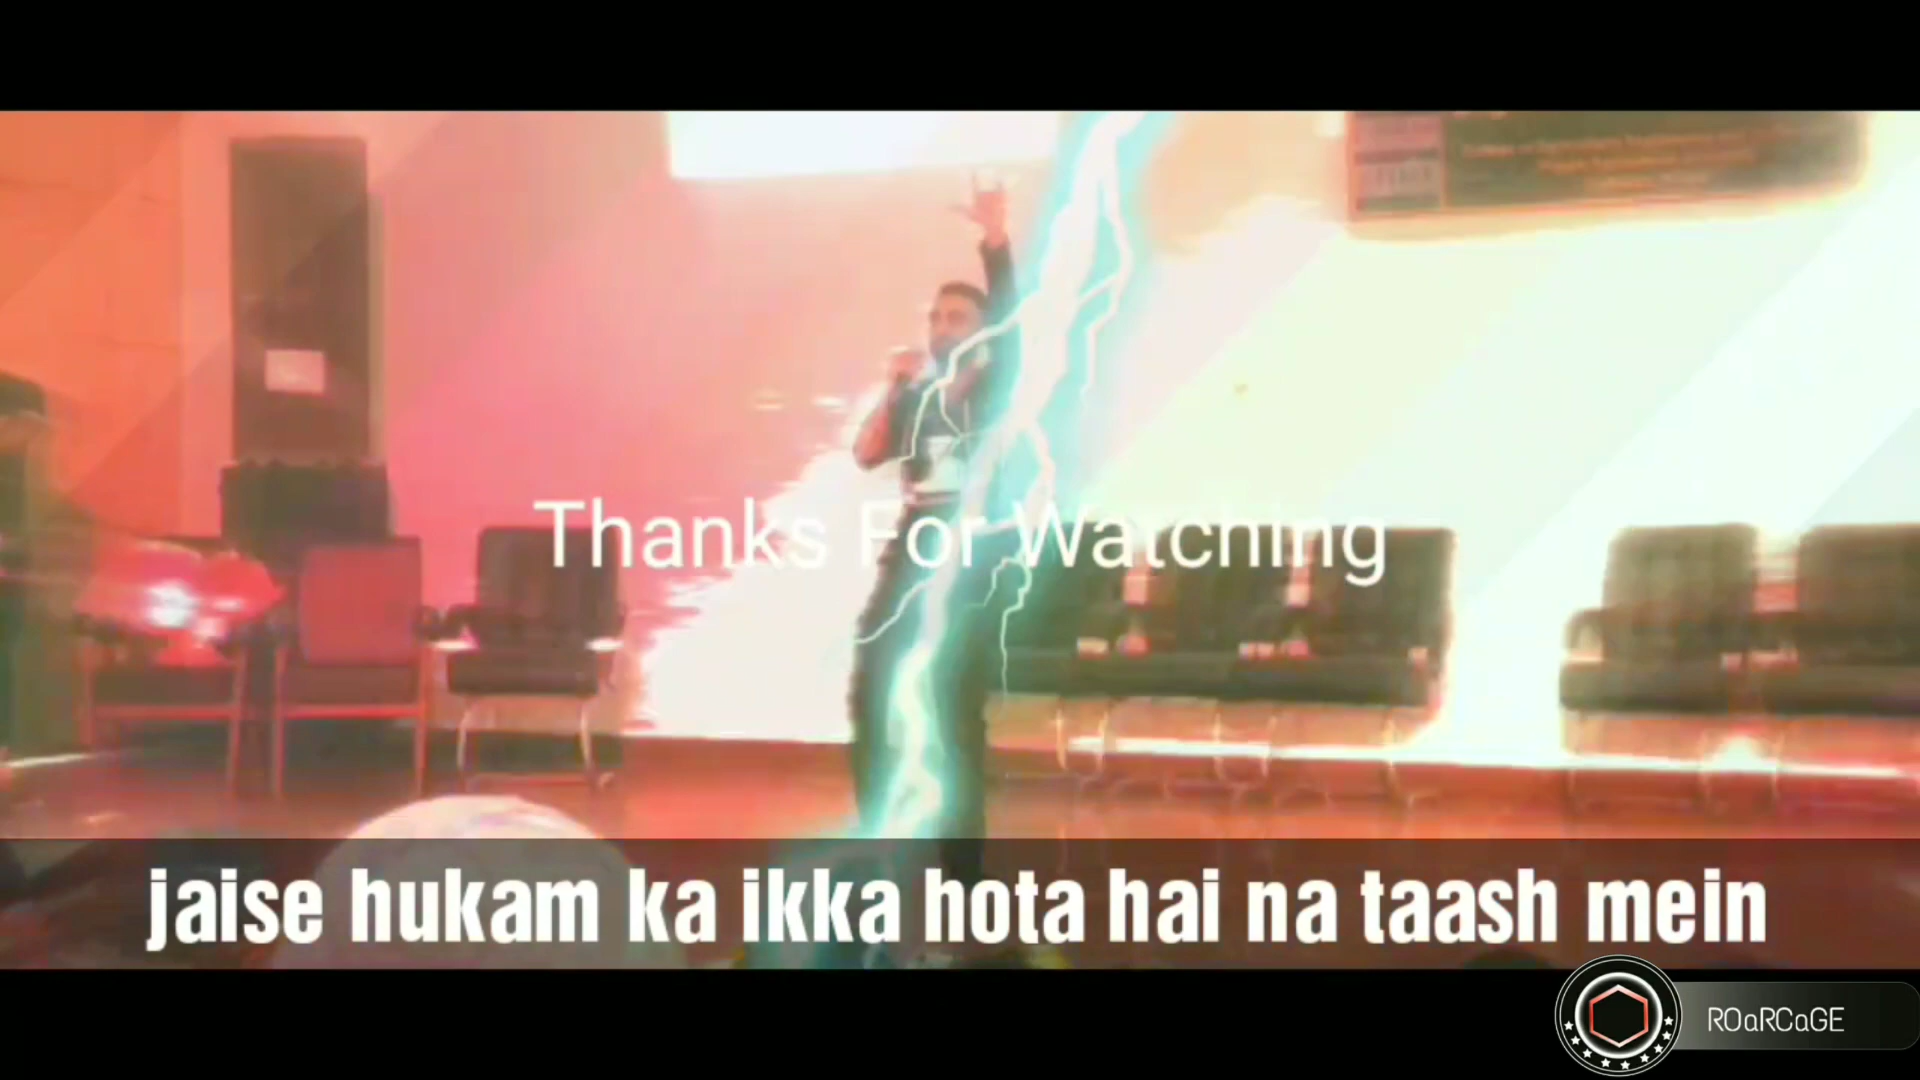 Thanks For Watching
jaise hukam ka ikka hota hai na taash mein
ROaRCaGE